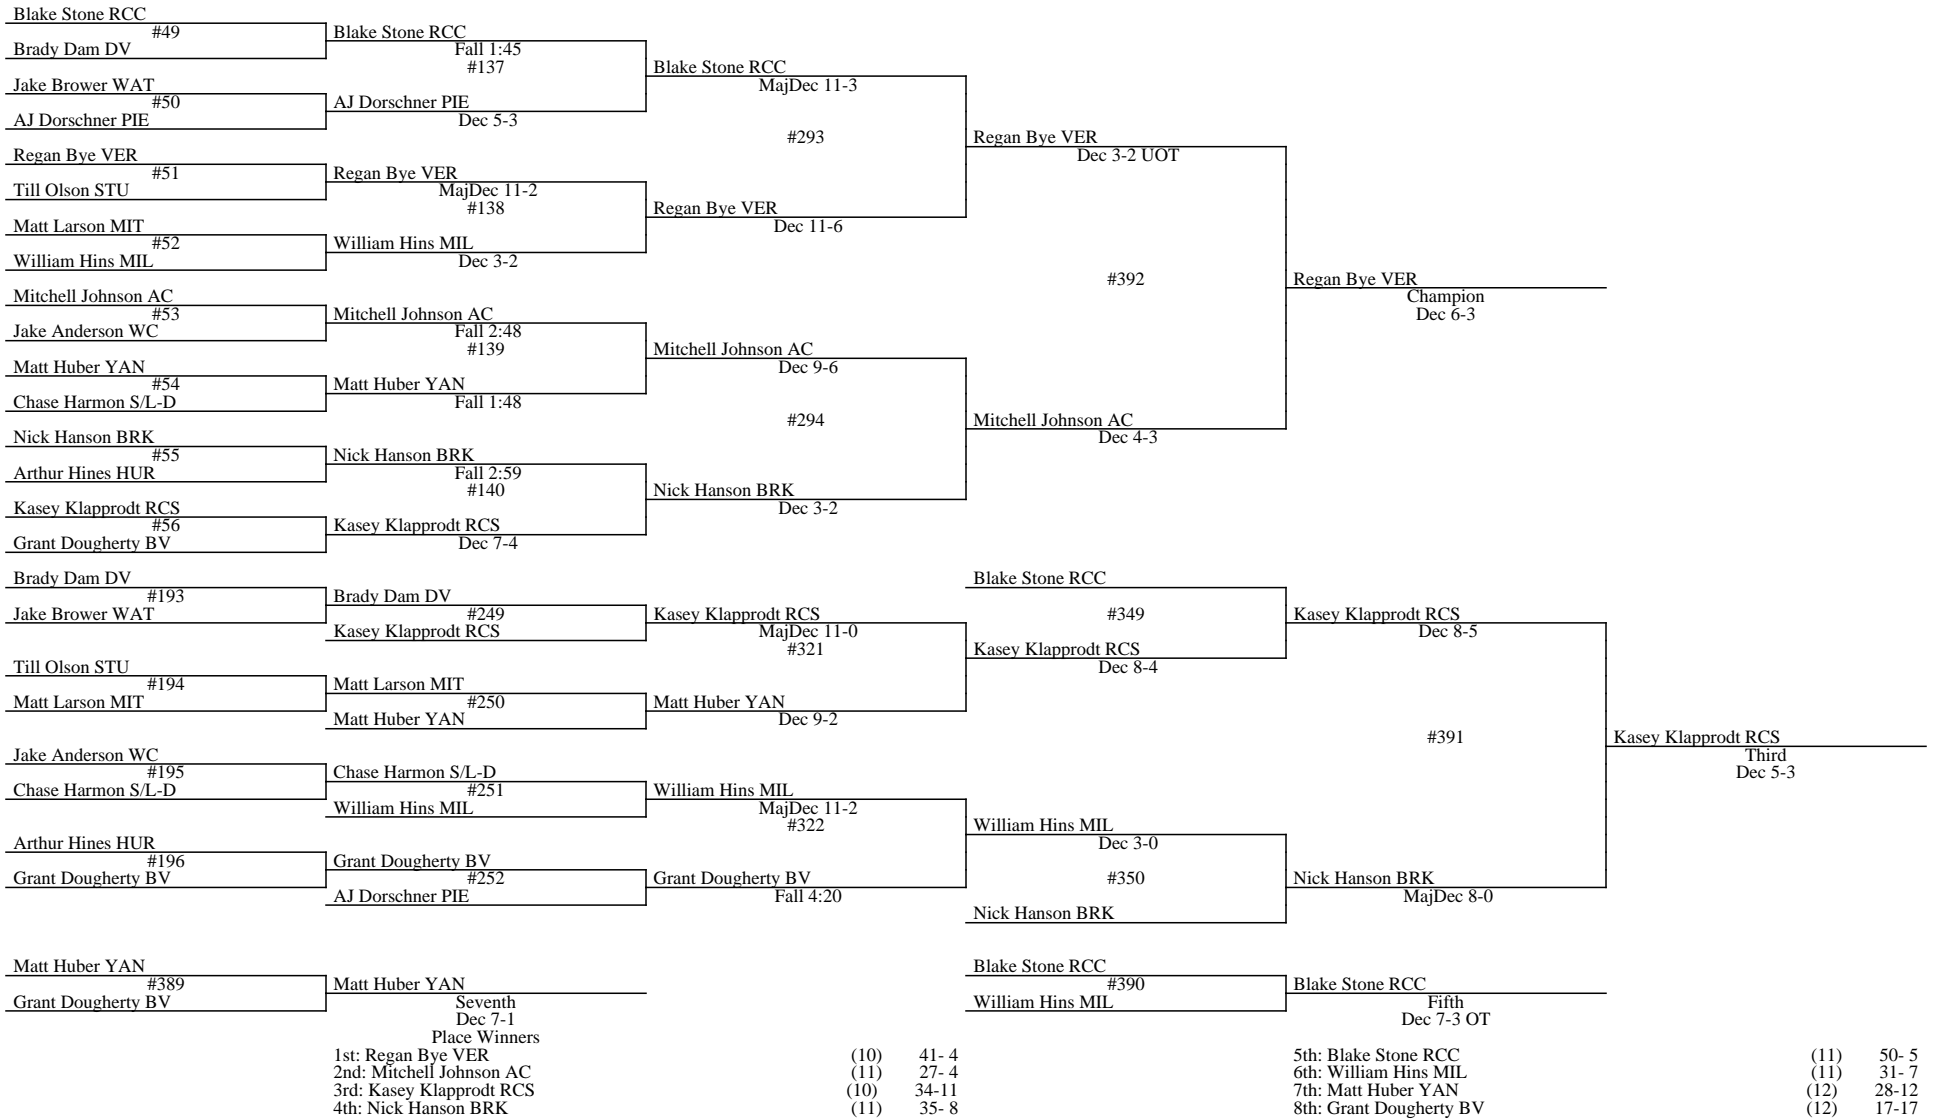 Blake Stone RCC
#49
Brady Dam DV
Blake Stone RCC
Fall 1:45
#137
Jake Brower WAT
#50
AJ Dorschner PIE
AJ Dorschner PIE
Dec 5-3
Blake Stone RCC
MajDec 11-3
#293
Regan Bye VER
#51
Till Olson STU
Regan Bye VER
MajDec 11-2
#138
Matt Larson MIT
#52
William Hins MIL
William Hins MIL
Dec 3-2
Regan Bye VER
Dec 11-6
Regan Bye VER
Dec 3-2 UOT
#392
Mitchell Johnson AC
#53
Jake Anderson WC
Mitchell Johnson AC
Fall 2:48
#139
Matt Huber YAN
#54
Chase Harmon S/L-D
Matt Huber YAN
Fall 1:48
Mitchell Johnson AC
Dec 9-6
#294
Nick Hanson BRK
#55
Arthur Hines HUR
Nick Hanson BRK
Fall 2:59
#140
Kasey Klapprodt RCS
#56
Grant Dougherty BV
Kasey Klapprodt RCS
Dec 7-4
Nick Hanson BRK
Dec 3-2
Mitchell Johnson AC
Dec 4-3
Regan Bye VER
Champion
Dec 6-3
Brady Dam DV
#193
Jake Brower WAT
Brady Dam DV
#249
Kasey Klapprodt RCS
Kasey Klapprodt RCS
MajDec 11-0
#321
Till Olson STU
#194
Matt Larson MIT
Matt Larson MIT
#250
Matt Huber YAN
Matt Huber YAN
Dec 9-2
Blake Stone RCC
#349
Kasey Klapprodt RCS
Dec 8-4
Kasey Klapprodt RCS
Dec 8-5
#391
Jake Anderson WC
#195
Chase Harmon S/L-D
Chase Harmon S/L-D
#251
William Hins MIL
William Hins MIL
MajDec 11-2
#322
Arthur Hines HUR
#196
Grant Dougherty BV
Grant Dougherty BV
#252
AJ Dorschner PIE
Grant Dougherty BV
Fall 4:20
William Hins MIL
Dec 3-0
#350
Nick Hanson BRK
Nick Hanson BRK
MajDec 8-0
Kasey Klapprodt RCS
Third
Dec 5-3
Matt Huber YAN
#389
Grant Dougherty BV
Matt Huber YAN
Seventh
Dec 7-1
Blake Stone RCC
#390
William Hins MIL
Blake Stone RCC
Fifth
Dec 7-3 OT
Place Winners
1st: Regan Bye VER (10) 41- 4
2nd: Mitchell Johnson AC (11) 27- 4
3rd: Kasey Klapprodt RCS (10) 34-11
4th: Nick Hanson BRK (11) 35- 8
5th: Blake Stone RCC (11) 50- 5
6th: William Hins MIL (11) 31- 7
7th: Matt Huber YAN (12) 28-12
8th: Grant Dougherty BV (12) 17-17